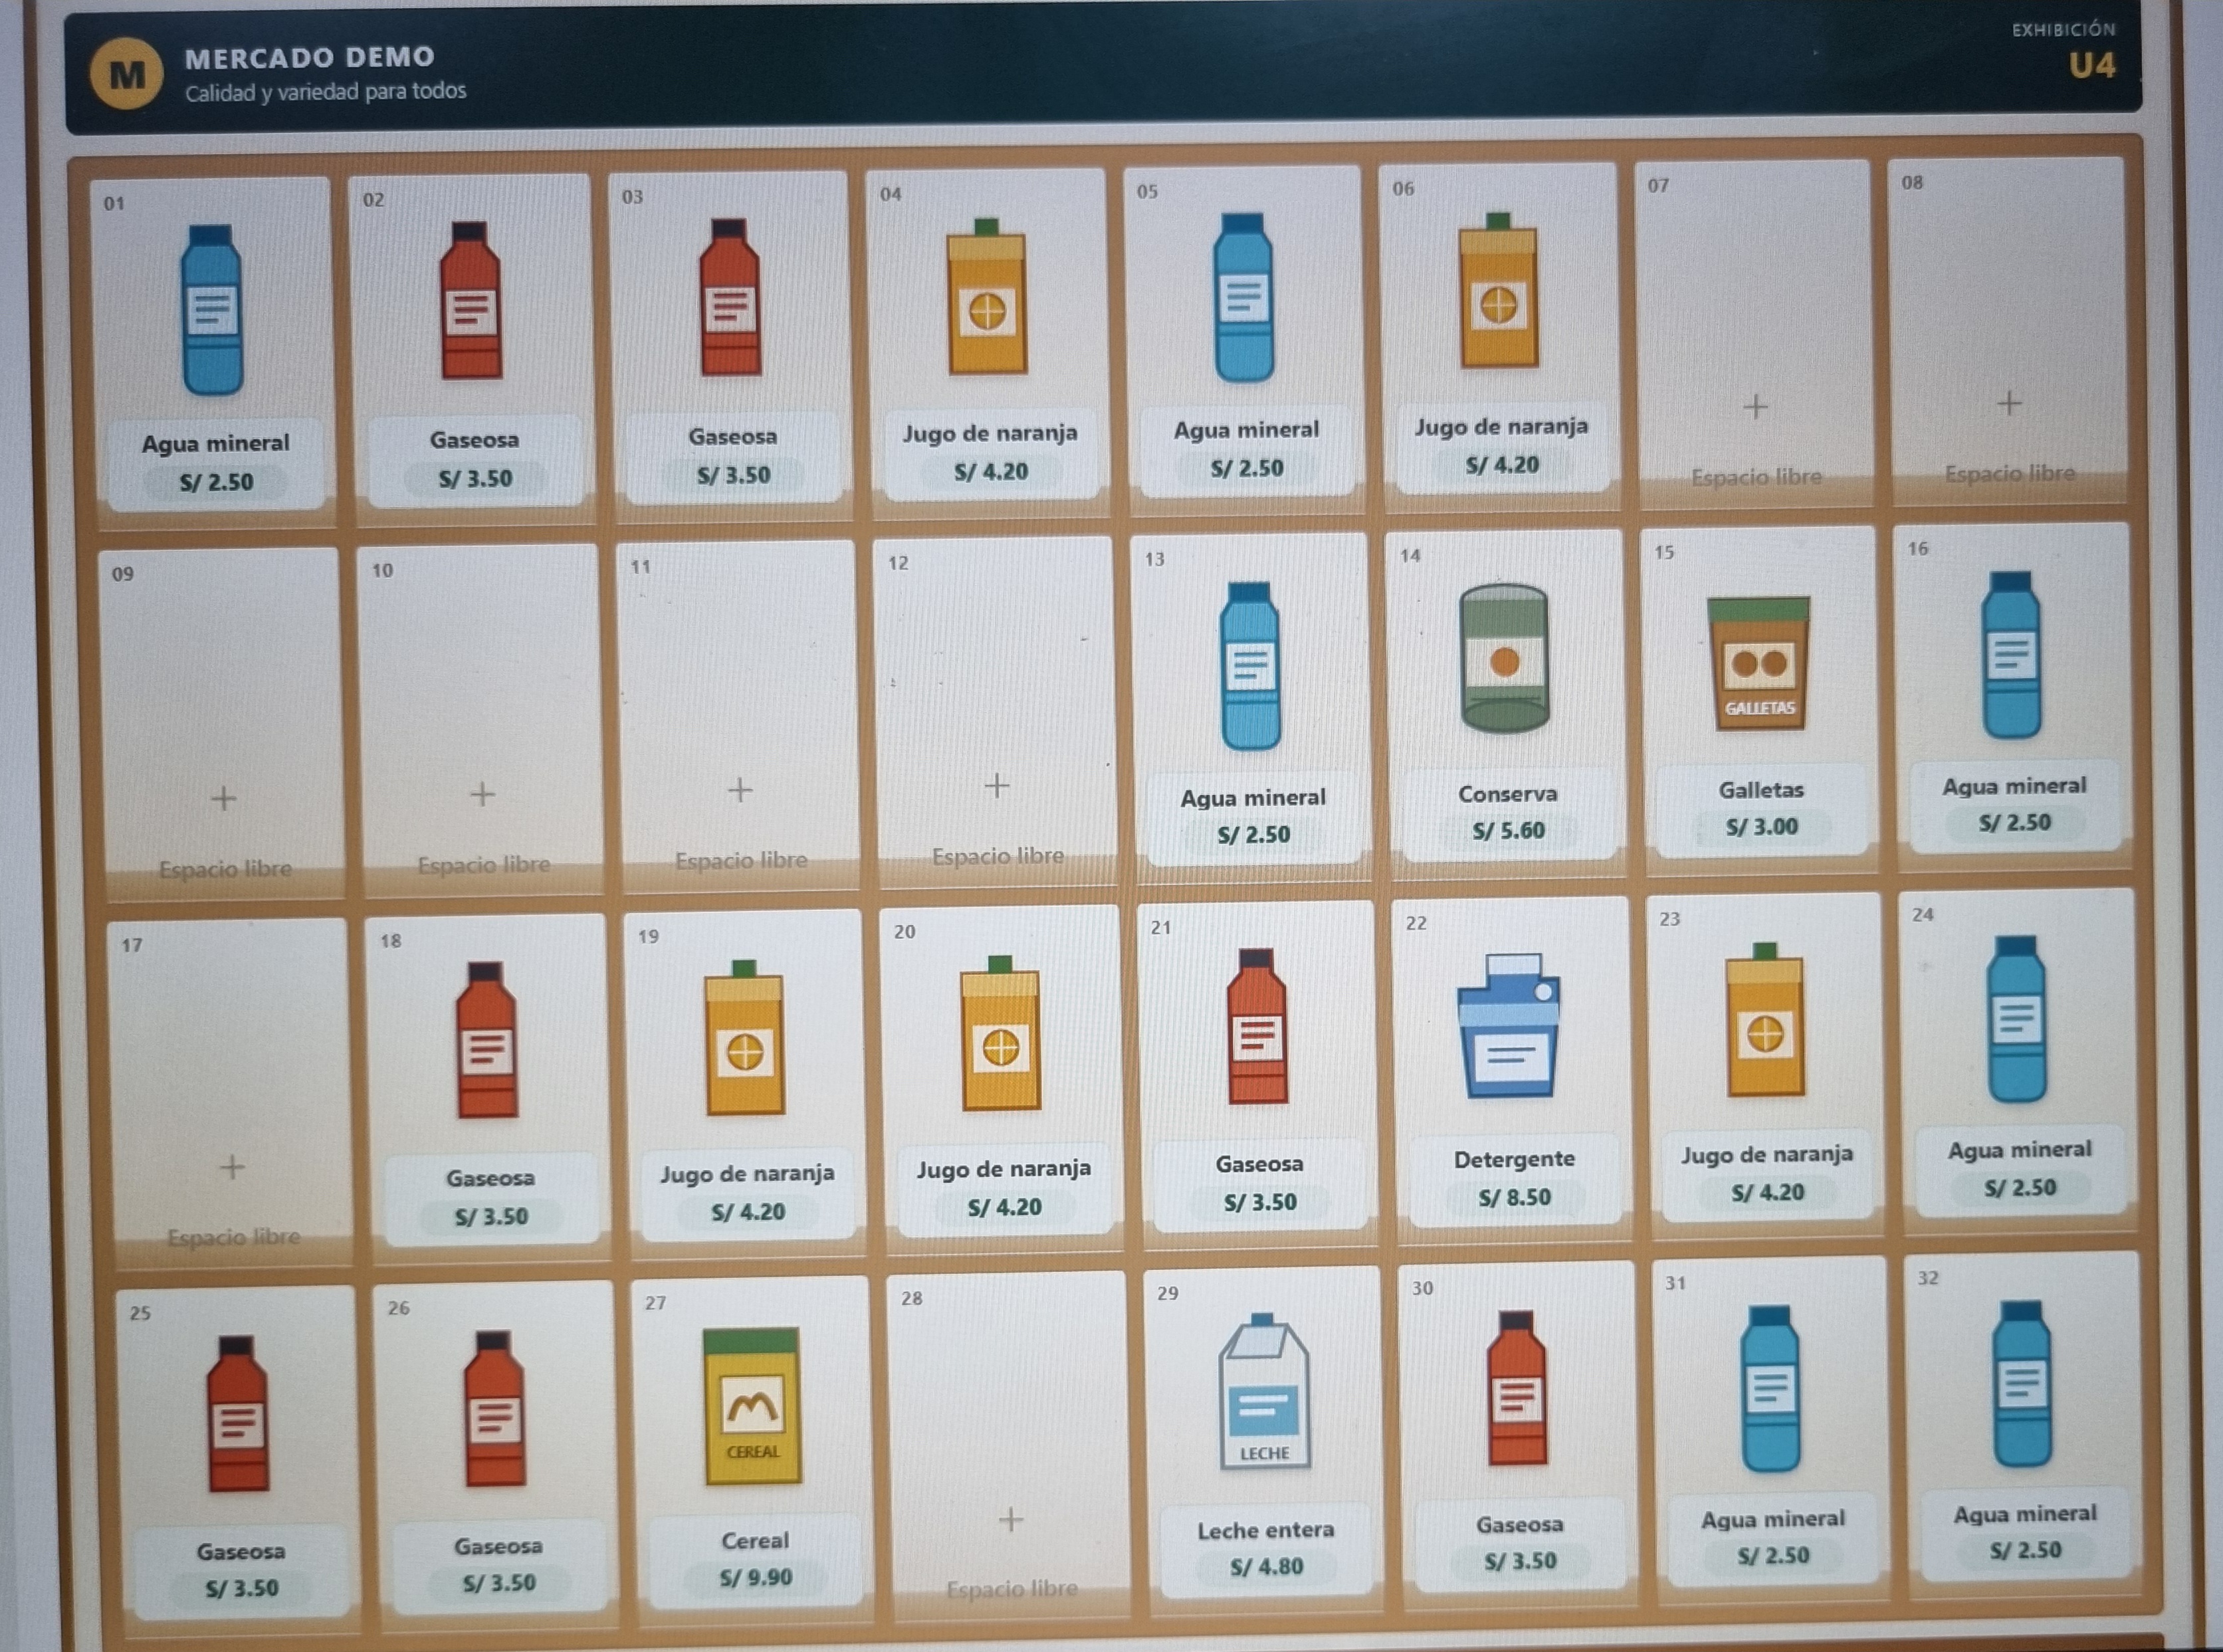 M
MERCADO DEMO
Calidad y variedad para todos
EXHIBICIÓN
U4
01
Agua mineral
S/ 2.50
02
Gaseosa
S/ 3.50
03
Gaseosa
S/ 3.50
04
Jugo de naranja
S/ 4.20
05
Agua mineral
S/ 2.50
06
Jugo de naranja
S/ 4.20
07
+
Espacio libre
08
+
Espacio libre
09
+
Espacio libre
10
+
Espacio libre
11
+
Espacio libre
12
+
Espacio libre
13
Agua mineral
S/ 2.50
14
Conserva
S/ 5.60
15
GALLETAS
Galletas
S/ 3.00
16
Agua mineral
S/ 2.50
17
+
Espacio libre
18
Gaseosa
S/ 3.50
19
Jugo de naranja
S/ 4.20
20
Jugo de naranja
S/ 4.20
21
Gaseosa
S/ 3.50
22
Detergente
S/ 8.50
23
Jugo de naranja
S/ 4.20
24
Agua mineral
S/ 2.50
25
Gaseosa
S/ 3.50
26
Gaseosa
S/ 3.50
27
CEREAL
Cereal
S/ 9.90
28
+
Espacio libre
29
LECHE
Leche entera
S/ 4.80
30
Gaseosa
S/ 3.50
31
Agua mineral
S/ 2.50
32
Agua mineral
S/ 2.50